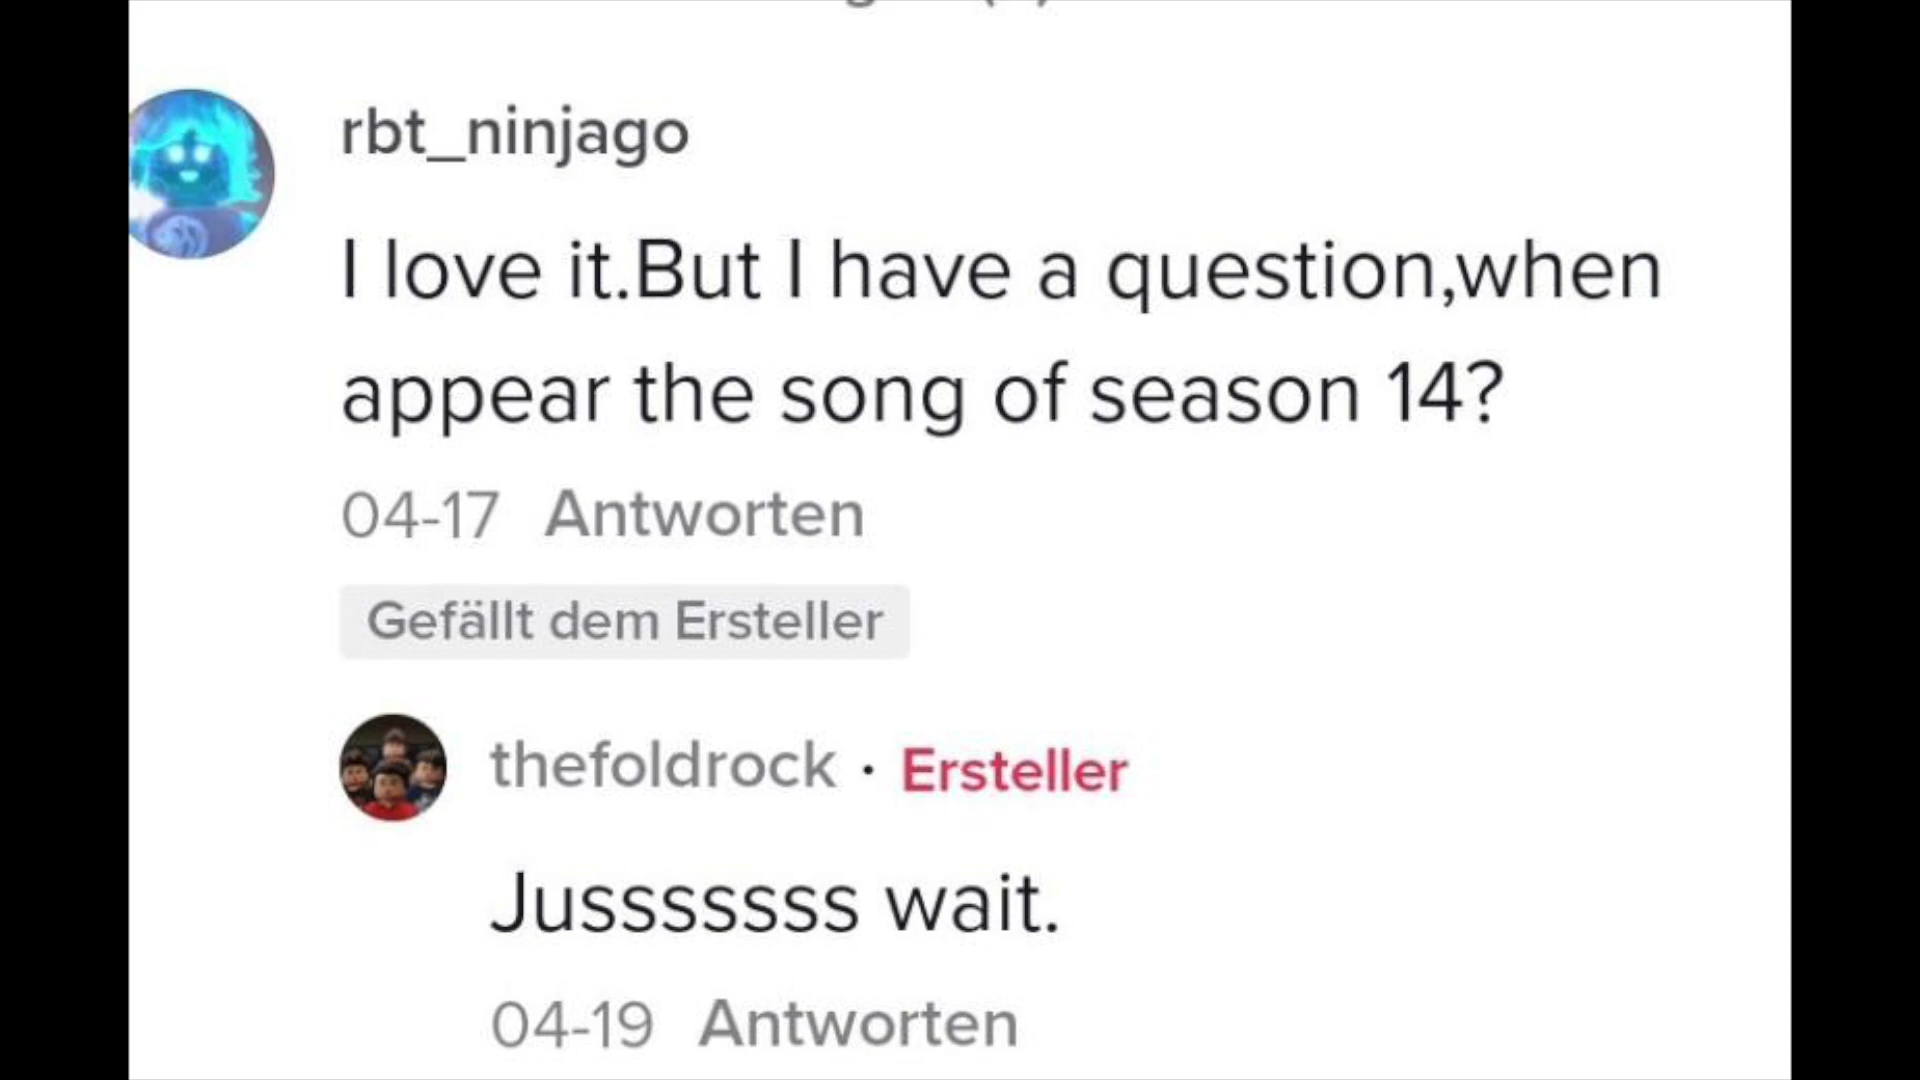 rbt_ninjago
I love it.But I have a question,when
appear the song of season 14?
04-17 Antworten
Gefällt dem Ersteller
thefoldrock · Ersteller
Jusssssss wait.
04-19 Antworten